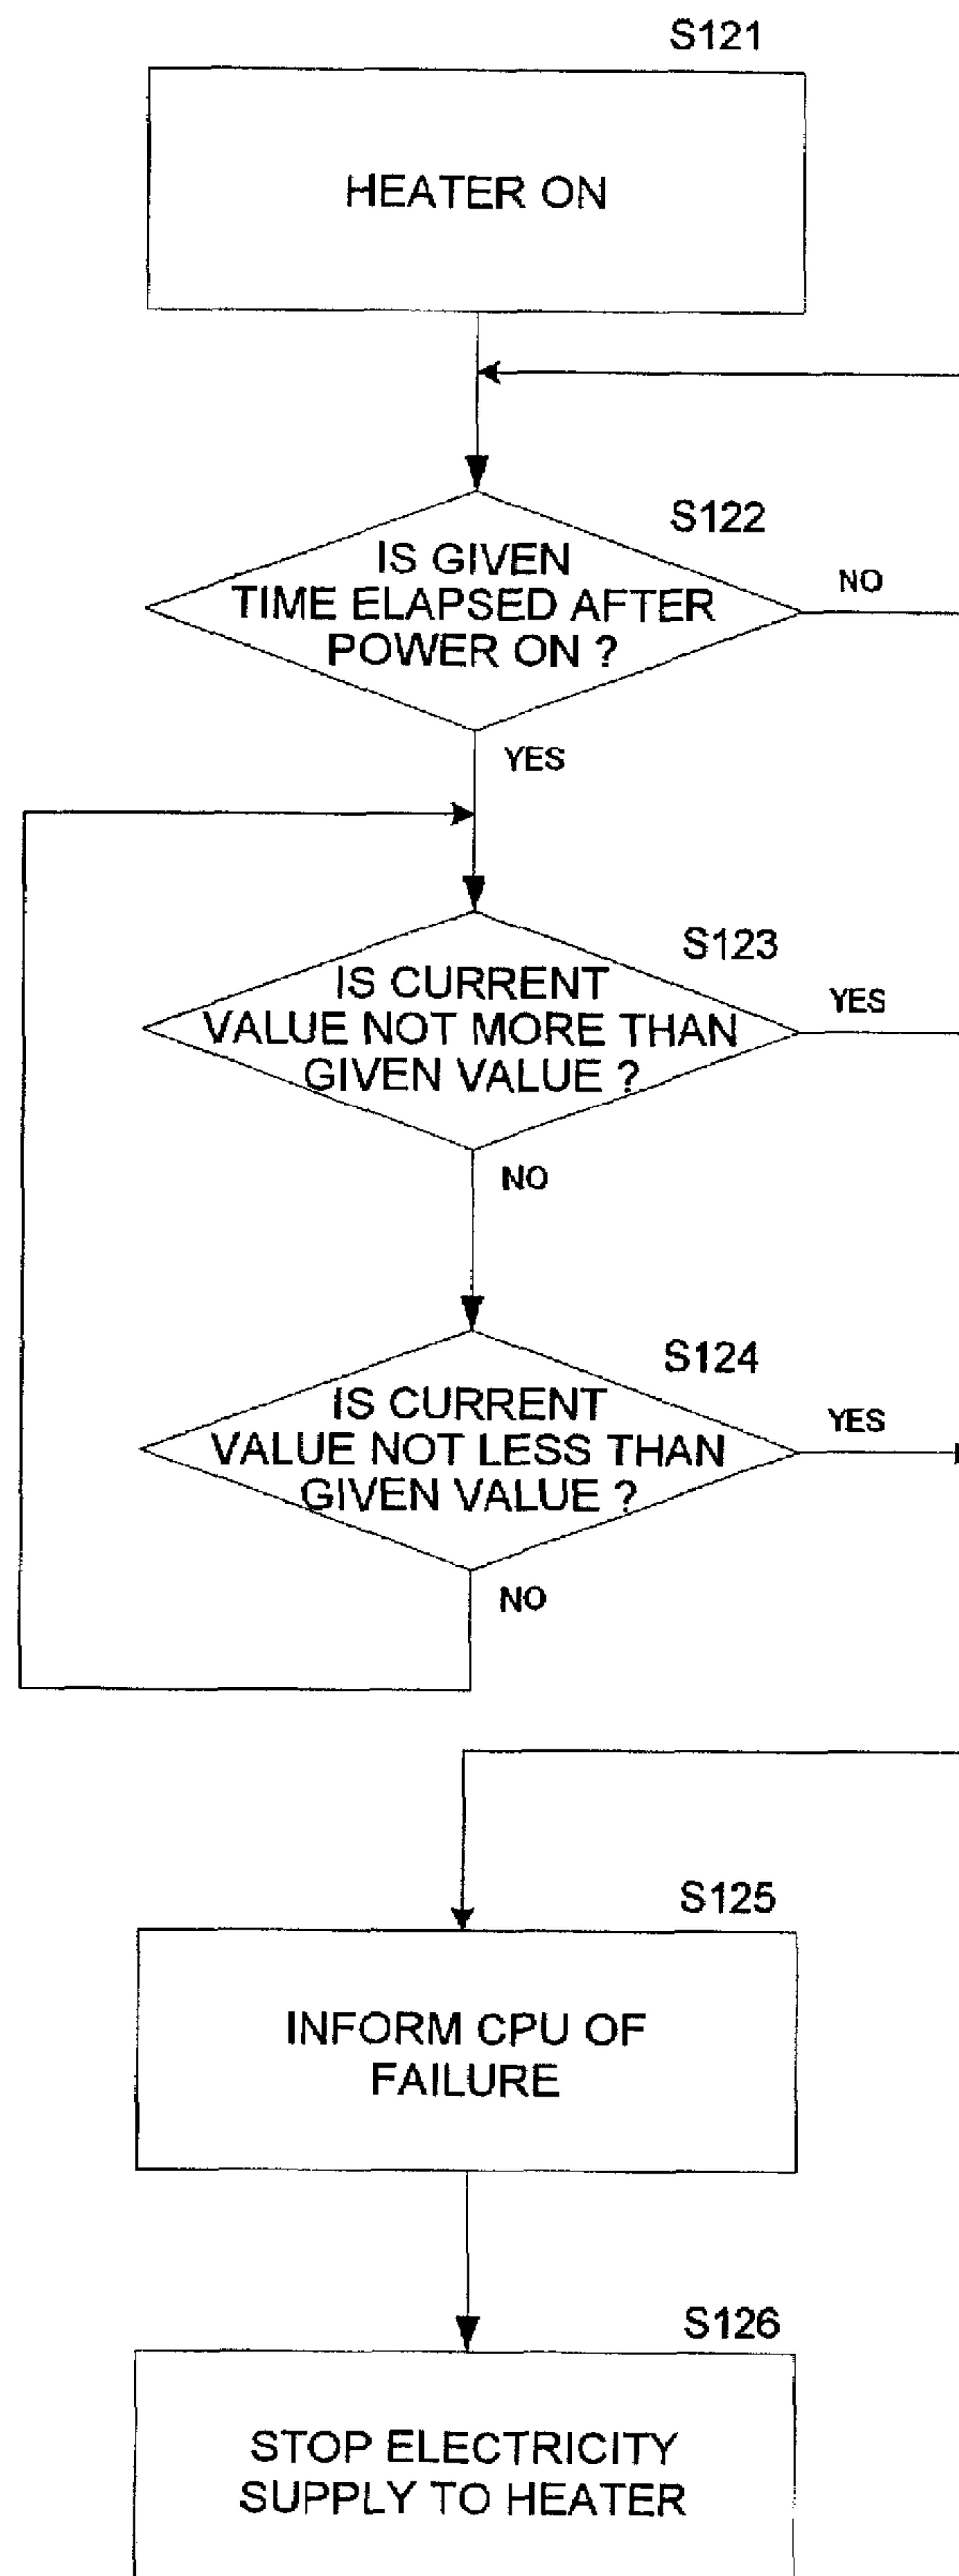 S121
HEATER ON
S122
IS GIVEN
TIME ELAPSED AFTER
POWER ON ?
NO
YES
S123
IS CURRENT
VALUE NOT MORE THAN
GIVEN VALUE ?
YES
NO
S124
IS CURRENT
VALUE NOT LESS THAN
GIVEN VALUE ?
YES
NO
S125
INFORM CPU OF
FAILURE
S126
STOP ELECTRICITY
SUPPLY TO HEATER